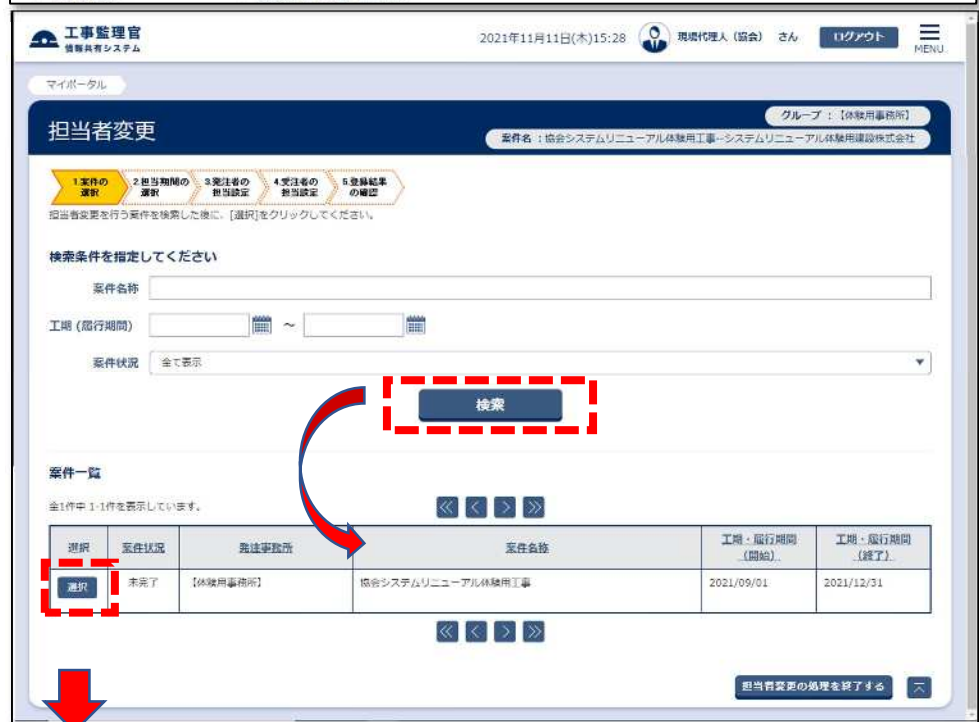 工事監理官
情報共有システム
2021年11月11日(木)15:28
現場代理人（協会） さん
ログアウト
MENU
マイポータル
担当者変更
グループ：【体験用事務所】
案件名：協会システムリニューアル体験用工事--システムリニューアル体験用建設株式会社
1.案件の選択
2.担当期間の選択
3.発注者の担当設定
4.受注者の担当設定
5.登録結果の確認
担当者変更を行う案件を検索した後に、[選択]をクリックしてください。
検索条件を指定してください
案件名称
工期 (履行期間)
～
案件状況
全て表示
検索
案件一覧
全1件中 1-1件を表示しています。
選択 案件状況 発注事務所 案件名称 工期・履行期間（開始） 工期・履行期間（終了）
選択 未完了 【体験用事務所】 協会システムリニューアル体験用工事 2021/09/01 2021/12/31
担当者変更の処理を終了する